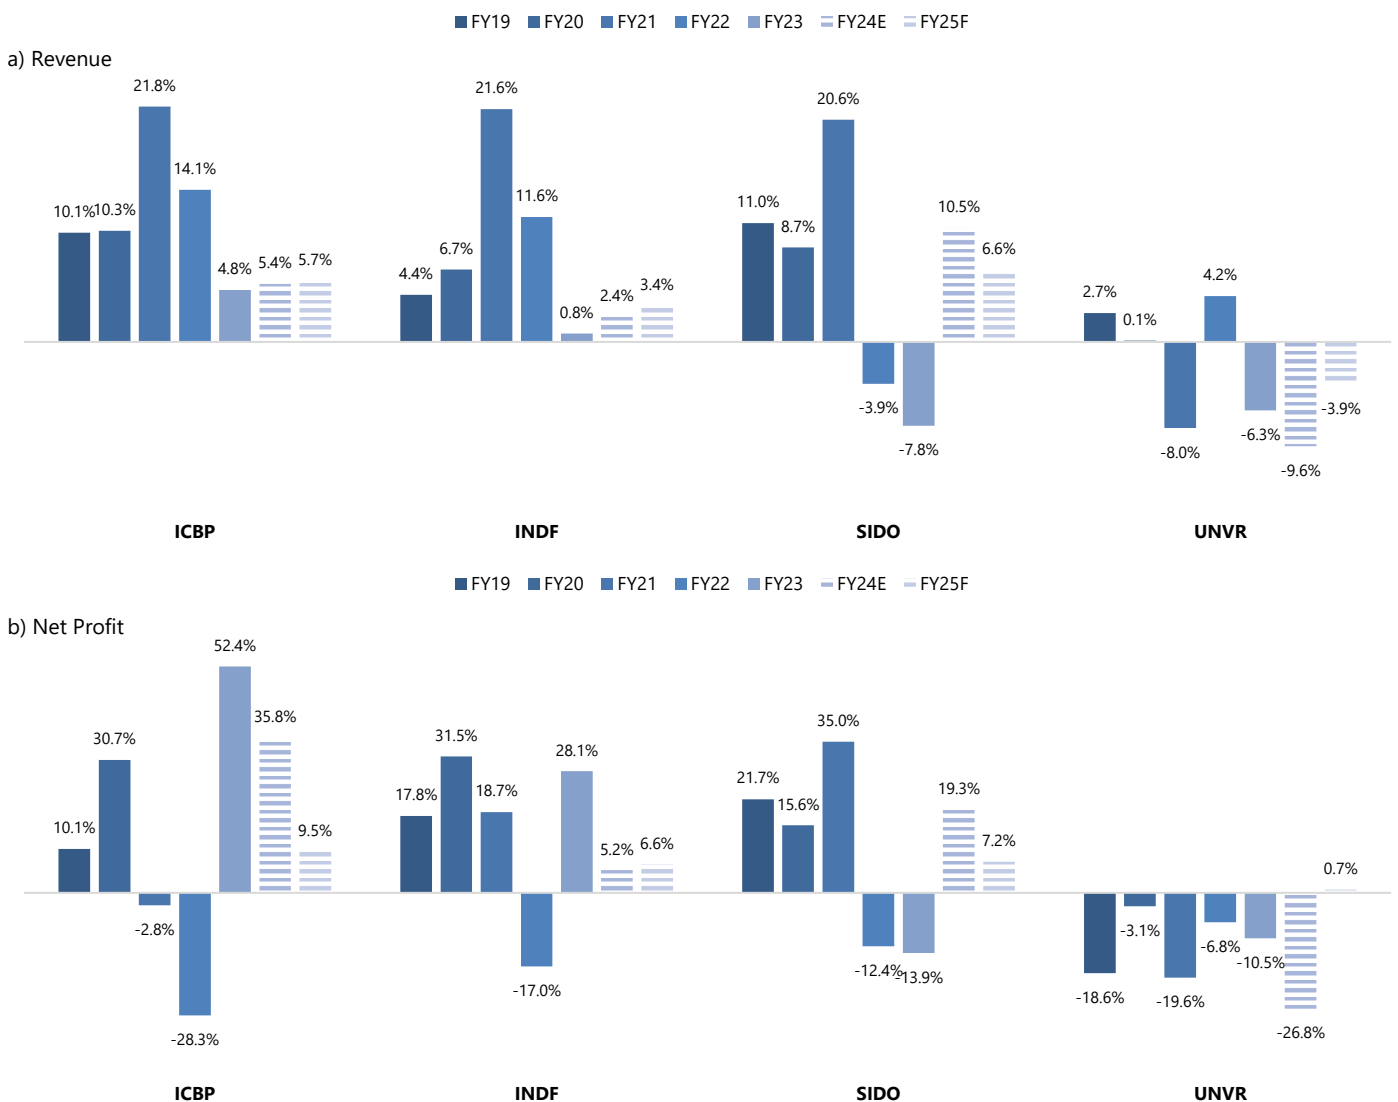 FY19 FY20 FY21 FY22 FY23 FY24E FY25F
a) Revenue
10.1% 10.3% 21.8% 14.1% 4.8% 5.4% 5.7%
4.4% 6.7% 21.6% 11.6% 0.8% 2.4% 3.4%
11.0% 8.7% 20.6% -3.9% -7.8% 10.5% 6.6%
2.7% 0.1% -8.0% 4.2% -6.3% -9.6% -3.9%
ICBP INDF SIDO UNVR
FY19 FY20 FY21 FY22 FY23 FY24E FY25F
b) Net Profit
10.1% 30.7% -2.8% -28.3% 52.4% 35.8% 9.5%
17.8% 31.5% 18.7% -17.0% 28.1% 5.2% 6.6%
21.7% 15.6% 35.0% -12.4% -13.9% 19.3% 7.2%
-18.6% -3.1% -19.6% -6.8% -10.5% -26.8% 0.7%
ICBP INDF SIDO UNVR